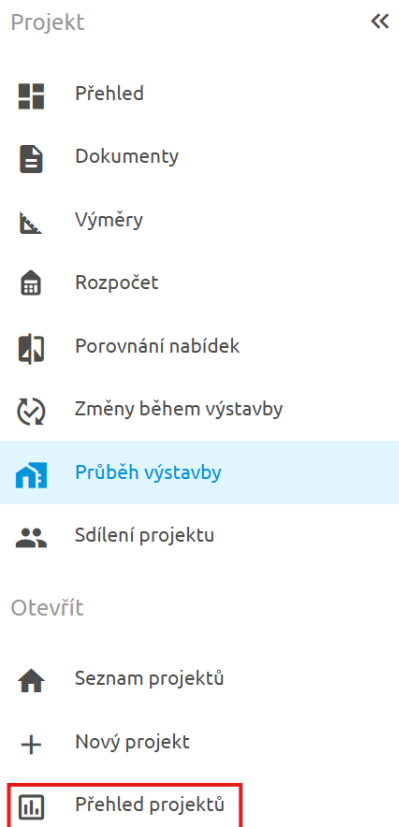 Projekt
Přehled
Dokumenty
Výměry
Rozpočet
Porovnání nabídek
Změny během výstavby
Průběh výstavby
Sdílení projektu
Otevřít
Seznam projektů
Nový projekt
Přehled projektů